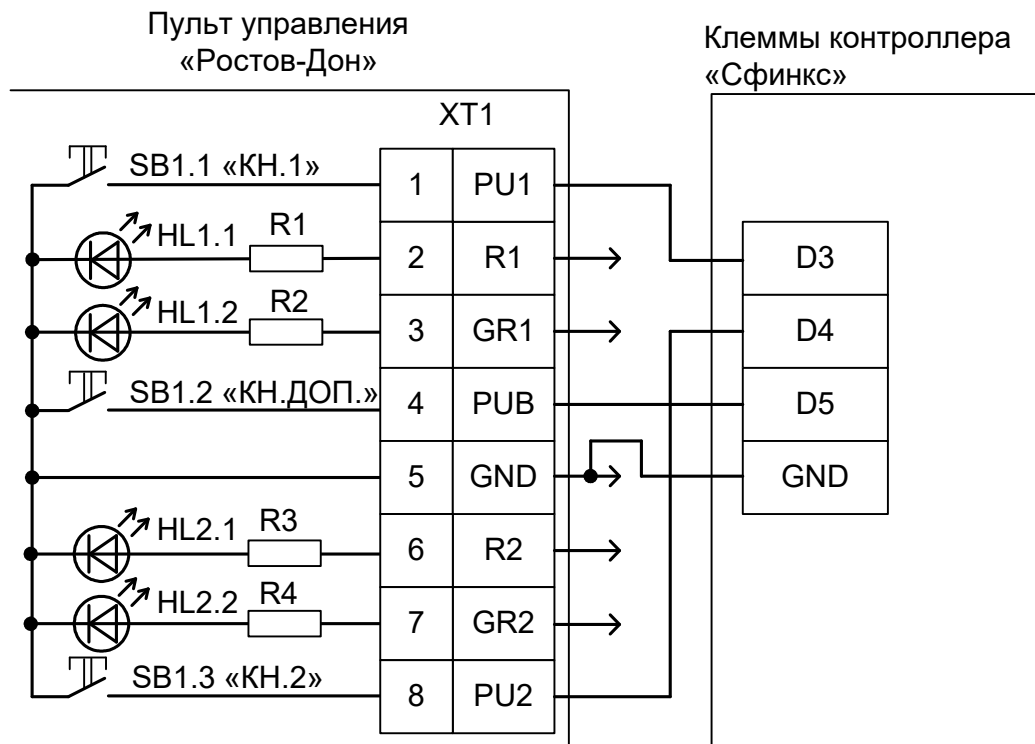 Пульт управления
«Ростов-Дон»
Клеммы контроллера
«Сфинкс»
XT1
SB1.1 «КН.1»
1 PU1
HL1.1 R1
2 R1
D3
HL1.2 R2
3 GR1
D4
SB1.2 «КН.ДОП.»
4 PUB
D5
5 GND
GND
HL2.1 R3
6 R2
HL2.2 R4
7 GR2
SB1.3 «КН.2»
8 PU2